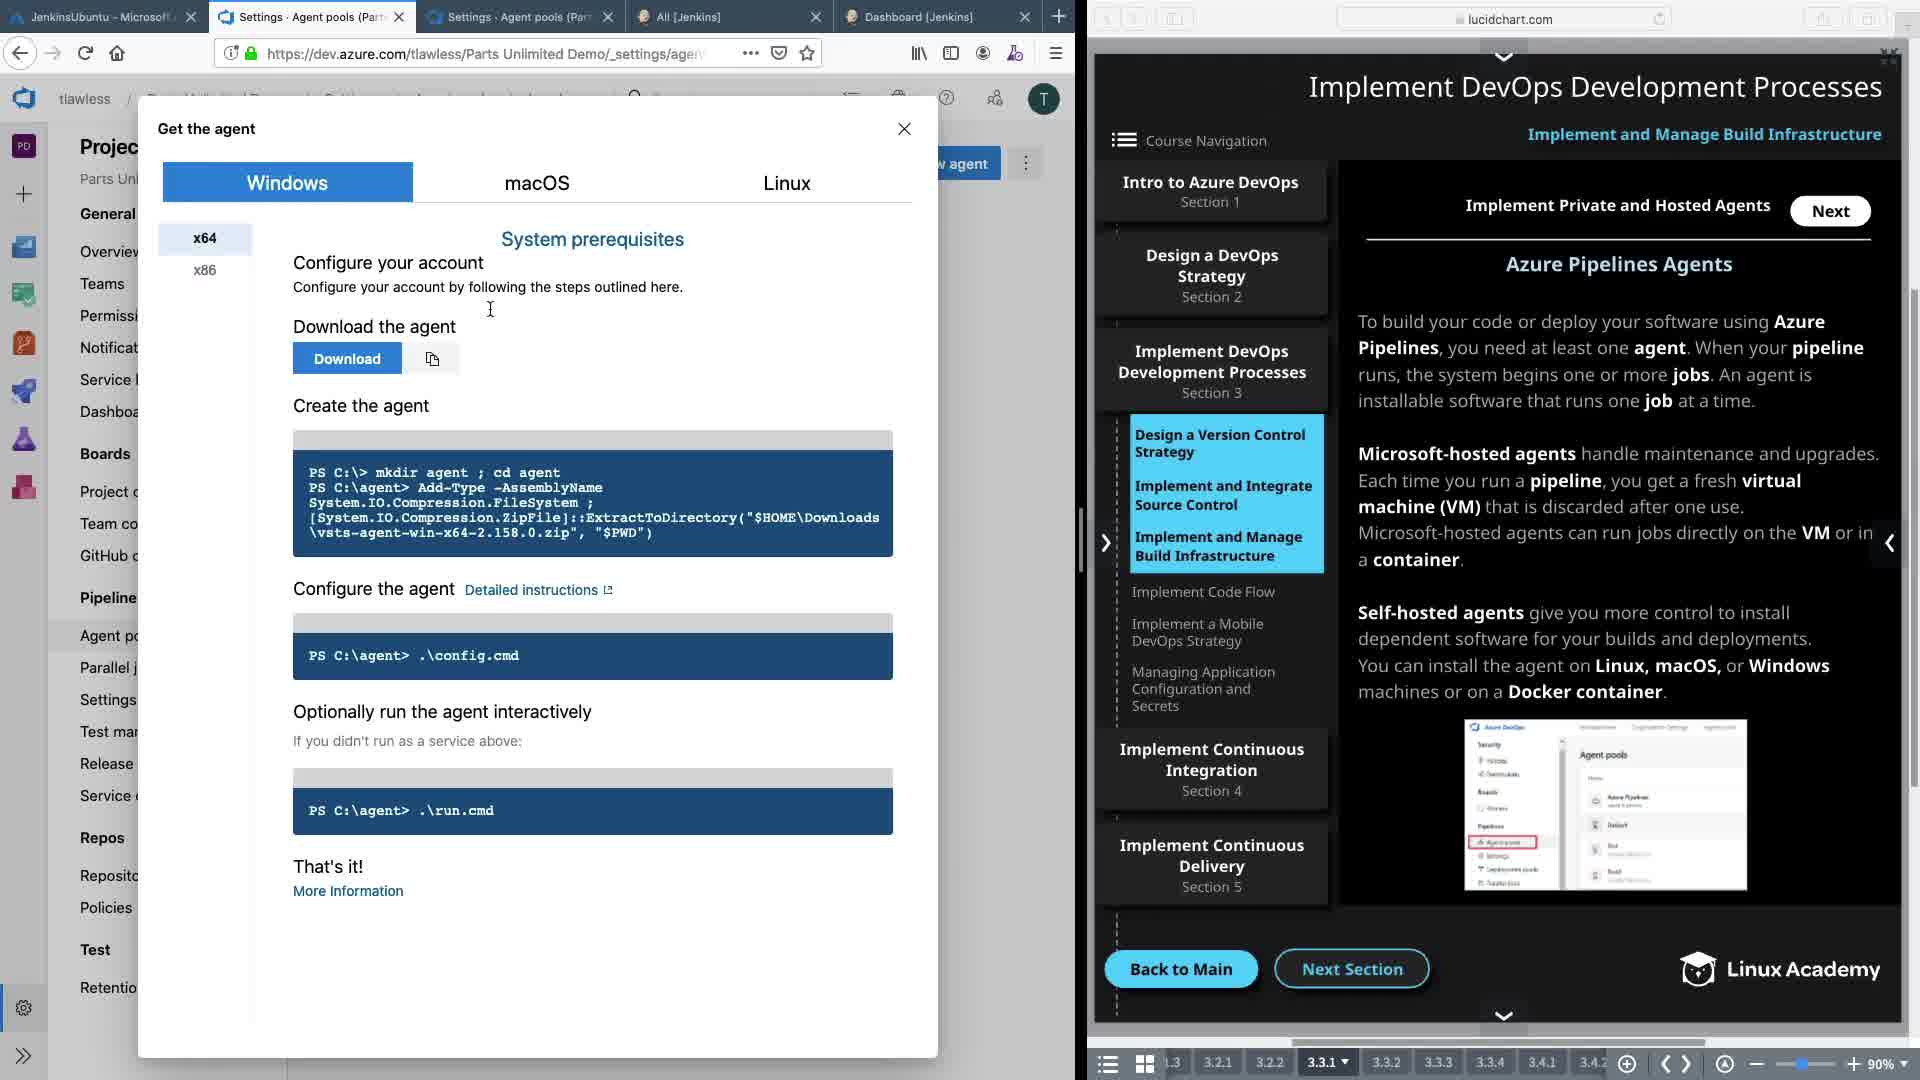 JenkinsUbuntu - Microsoft
Settings · Agent pools (Part
Settings · Agent pools (Part
All [Jenkins]
Dashboard [Jenkins]
https://dev.azure.com/tlawless/Parts Unlimited Demo/_settings/agen
lucidchart.com
tlawless /
T
PD
Projec
Parts Unl
w agent
General
Overview
Teams
Permissi
Notificat
Service
Dashboa
Boards
Project c
Team co
GitHub c
Pipeline
Agent po
Parallel j
Settings
Test mar
Release
Service c
Repos
Reposito
Policies
Test
Retentio
Get the agent
Windows
macOS
Linux
x64
x86
System prerequisites
Configure your account
Configure your account by following the steps outlined here.
Download the agent
Download
Create the agent
PS C:\> mkdir agent ; cd agent
PS C:\agent> Add-Type -AssemblyName
System.IO.Compression.FileSystem ;
[System.IO.Compression.ZipFile]::ExtractToDirectory("$HOME\Downloads
\vsts-agent-win-x64-2.158.0.zip", "$PWD")
Configure the agent Detailed instructions
PS C:\agent> .\config.cmd
Optionally run the agent interactively
If you didn't run as a service above:
PS C:\agent> .\run.cmd
That's it!
More Information
Implement DevOps Development Processes
Implement and Manage Build Infrastructure
Course Navigation
Intro to Azure DevOps
Section 1
Design a DevOps
Strategy
Section 2
Implement DevOps
Development Processes
Section 3
Design a Version Control
Strategy
Implement and Integrate
Source Control
Implement and Manage
Build Infrastructure
Implement Code Flow
Implement a Mobile
DevOps Strategy
Managing Application
Configuration and
Secrets
Implement Continuous
Integration
Section 4
Implement Continuous
Delivery
Section 5
Implement Private and Hosted Agents
Next
Azure Pipelines Agents
To build your code or deploy your software using Azure
Pipelines, you need at least one agent. When your pipeline
runs, the system begins one or more jobs. An agent is
installable software that runs one job at a time.
Microsoft-hosted agents handle maintenance and upgrades.
Each time you run a pipeline, you get a fresh virtual
machine (VM) that is discarded after one use.
Microsoft-hosted agents can run jobs directly on the VM or in
a container.
Self-hosted agents give you more control to install
dependent software for your builds and deployments.
You can install the agent on Linux, macOS, or Windows
machines or on a Docker container.
Azure DevOps
Security
Boards
Pipelines
Agent pools
Settings
Agent pools
Azure Pipelines
Default
Back to Main
Next Section
Linux Academy
1.3
3.2.1
3.2.2
3.3.1
3.3.2
3.3.3
3.3.4
3.4.1
3.4.2
90%